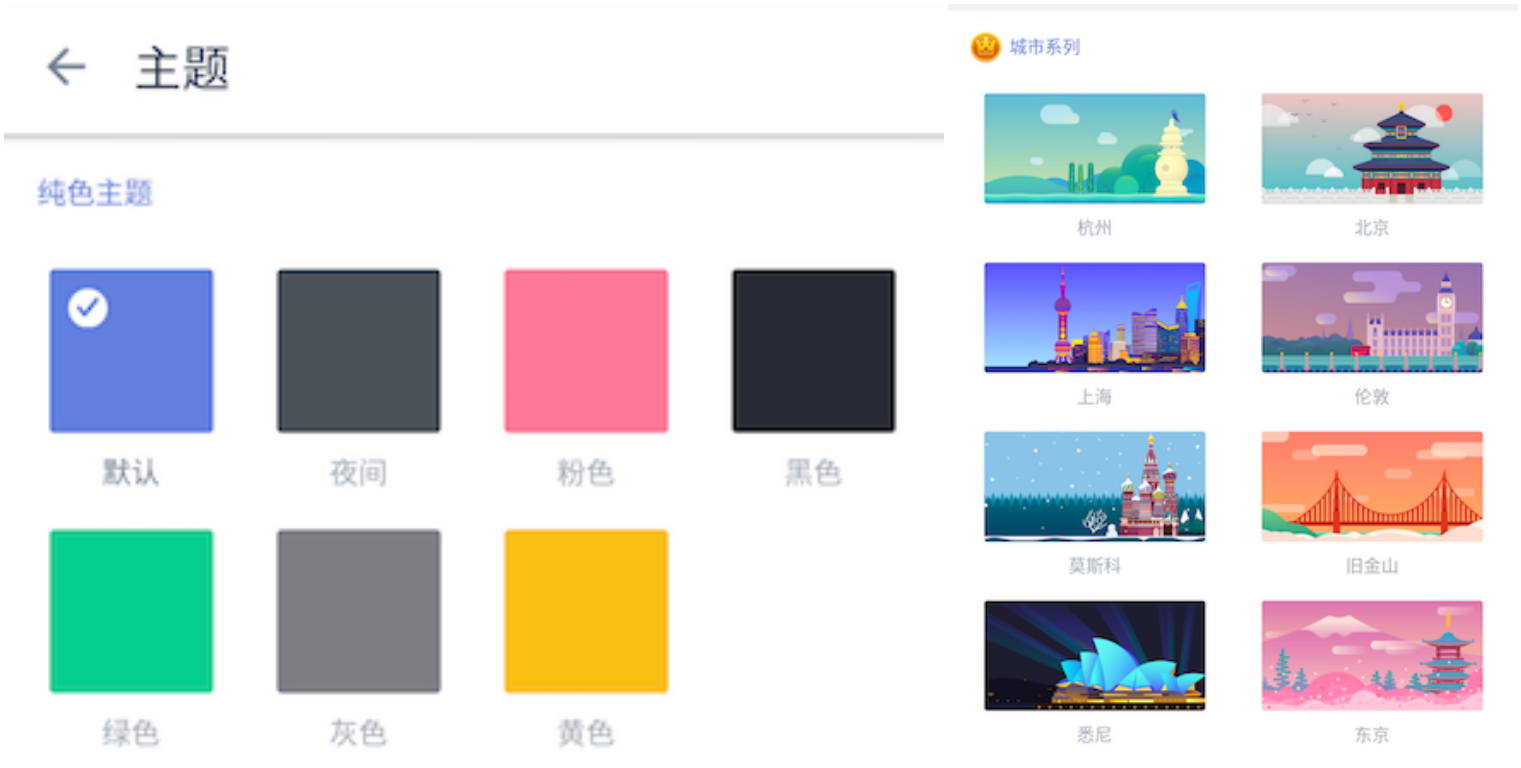 主题
纯色主题
默认 夜间 粉色 黑色
绿色 灰色 黄色
城市系列
杭州 北京
上海 伦敦
莫斯科 旧金山
悉尼 东京